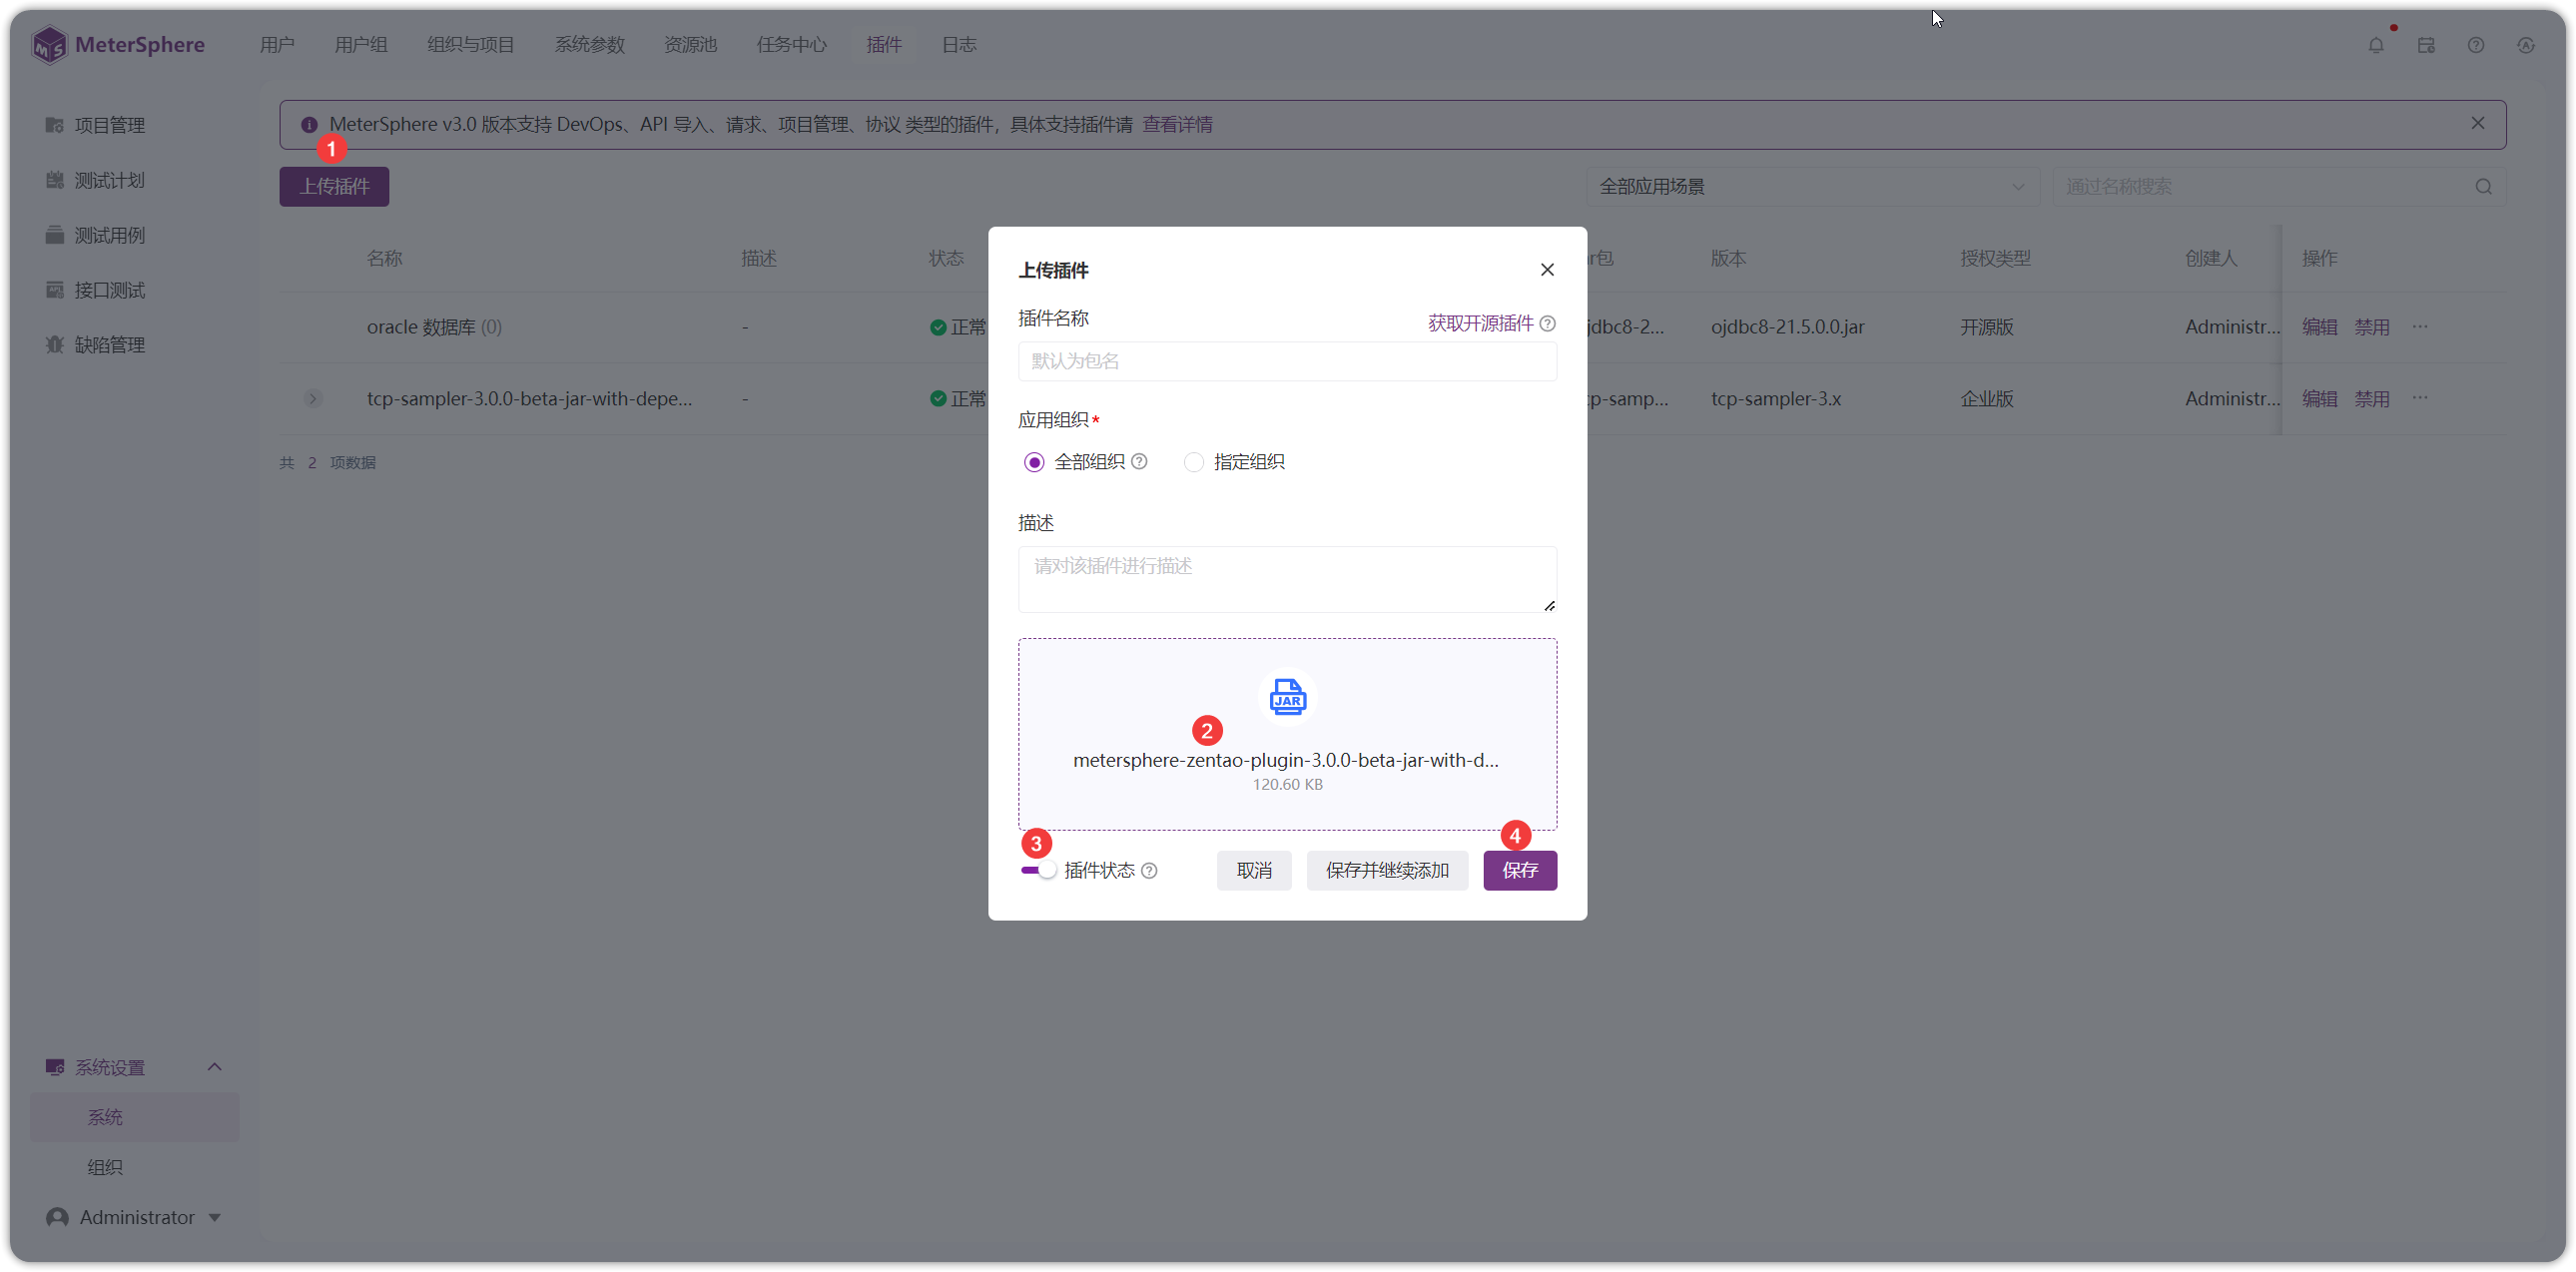 MeterSphere
用户 用户组 组织与项目 系统参数 资源池 任务中心 插件 日志
项目管理
测试计划
测试用例
接口测试
缺陷管理
MeterSphere v3.0 版本支持 DevOps、API 导入、请求、项目管理、协议 类型的插件，具体支持插件请 查看详情
1
上传插件
全部应用场景
通过名称搜索
名称 描述 状态 r包 版本 授权类型 创建人 操作
oracle 数据库 (0) - 正常 jdbc8-2... ojdbc8-21.5.0.0.jar 开源版 Administr... 编辑 禁用 ...
tcp-sampler-3.0.0-beta-jar-with-depe... - 正常 cp-samp... tcp-sampler-3.x 企业版 Administr... 编辑 禁用 ...
共 2 项数据
上传插件
插件名称
获取开源插件
默认为包名
应用组织*
全部组织 指定组织
描述
请对该插件进行描述
JAR
2
metersphere-zentao-plugin-3.0.0-beta-jar-with-d...
120.60 KB
3
4
插件状态 取消 保存并继续添加 保存
系统设置
系统
组织
Administrator